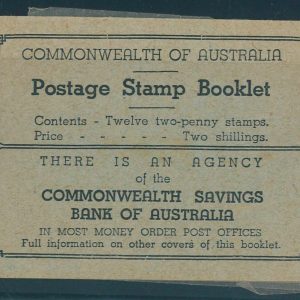 COMMONWEALTH OF AUSTRALIA
Postage Stamp Booklet
Contents - Twelve two-penny stamps.
Price - - - - - Two shillings.
THERE IS AN AGENCY
of the
COMMONWEALTH SAVINGS
BANK OF AUSTRALIA
IN MOST MONEY ORDER POST OFFICES
Full information on other covers of this booklet.